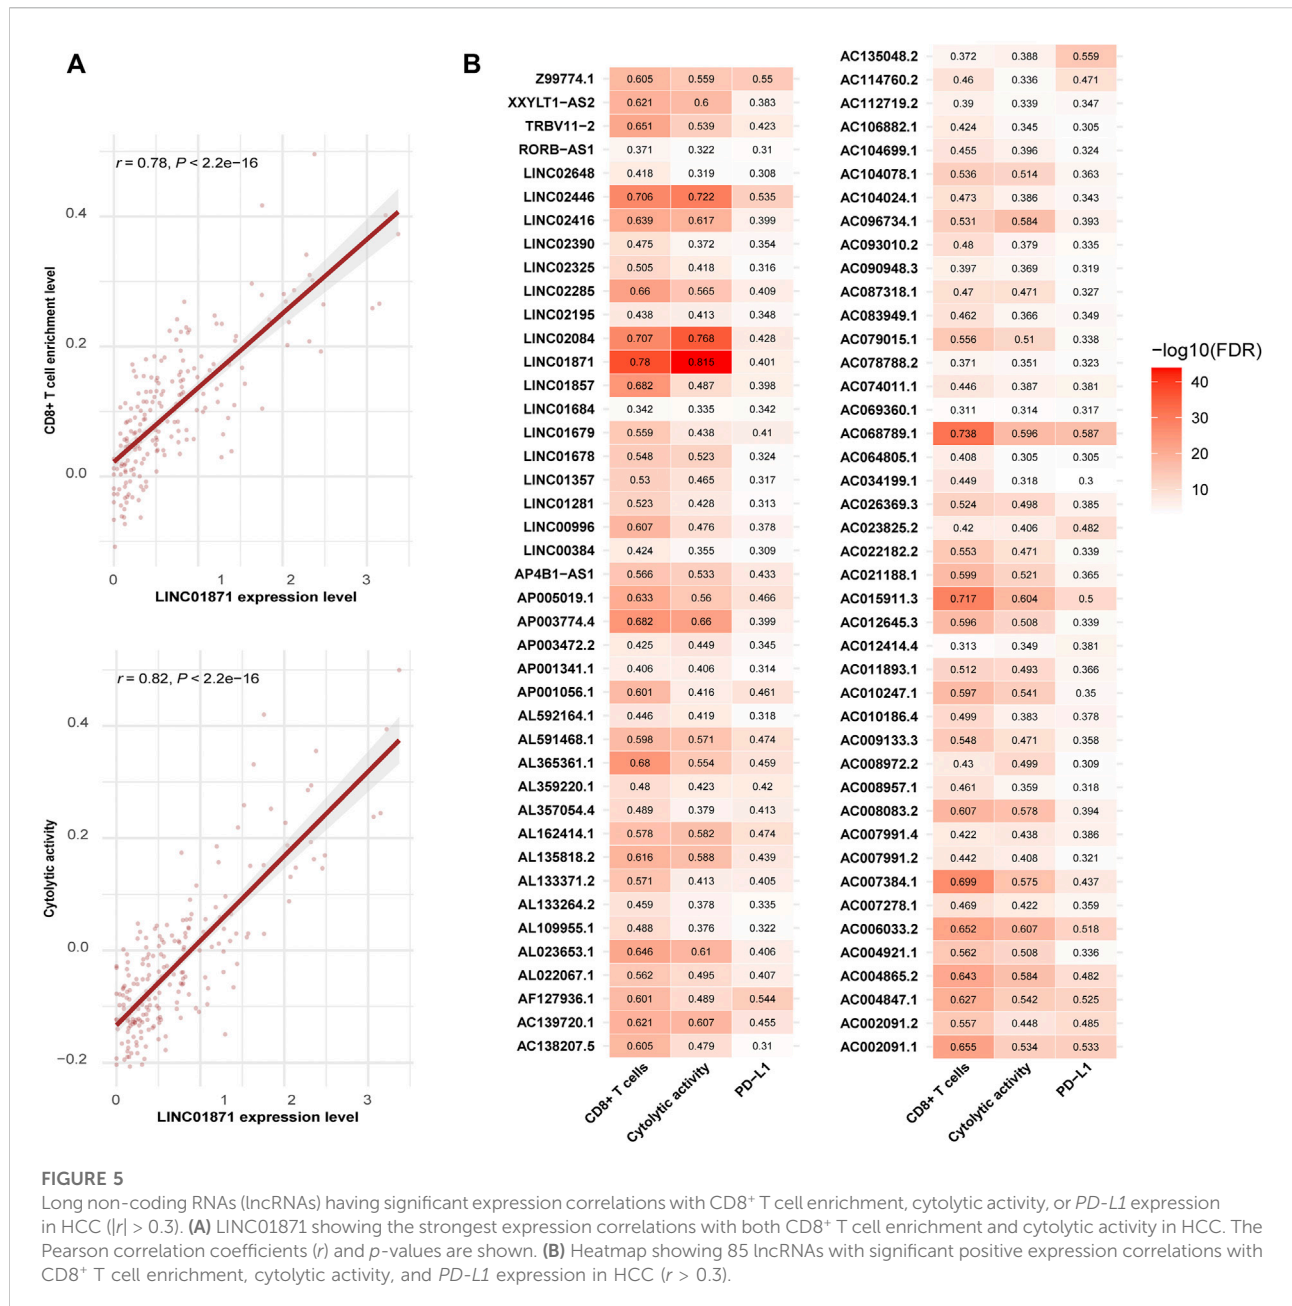 A
r = 0.78, P < 2.2e−16
0.4
0.2
0.0
CD8+ T cell enrichment level
0 1 2 3
LINC01871 expression level
r = 0.82, P < 2.2e−16
0.4
0.2
0.0
−0.2
Cytolytic activity
0 1 2 3
LINC01871 expression level
B
Z99774.1 0.605 0.559 0.55
XXYLT1−AS2 0.621 0.6 0.383
TRBV11−2 0.651 0.539 0.423
RORB−AS1 0.371 0.322 0.31
LINC02648 0.418 0.319 0.308
LINC02446 0.706 0.722 0.535
LINC02416 0.639 0.617 0.399
LINC02390 0.475 0.372 0.354
LINC02325 0.505 0.418 0.316
LINC02285 0.66 0.565 0.409
LINC02195 0.438 0.413 0.348
LINC02084 0.707 0.768 0.428
LINC01871 0.78 0.815 0.401
LINC01857 0.682 0.487 0.398
LINC01684 0.342 0.335 0.342
LINC01679 0.559 0.438 0.41
LINC01678 0.548 0.523 0.324
LINC01357 0.53 0.465 0.317
LINC01281 0.523 0.428 0.313
LINC00996 0.607 0.476 0.378
LINC00384 0.424 0.355 0.309
AP4B1−AS1 0.566 0.533 0.433
AP005019.1 0.633 0.56 0.466
AP003774.4 0.682 0.66 0.399
AP003472.2 0.425 0.449 0.345
AP001341.1 0.406 0.406 0.314
AP001056.1 0.601 0.416 0.461
AL592164.1 0.446 0.419 0.318
AL591468.1 0.598 0.571 0.474
AL365361.1 0.68 0.554 0.459
AL359220.1 0.48 0.423 0.42
AL357054.4 0.489 0.379 0.413
AL162414.1 0.578 0.582 0.474
AL135818.2 0.616 0.588 0.439
AL133371.2 0.571 0.413 0.405
AL133264.2 0.459 0.378 0.335
AL109955.1 0.488 0.376 0.322
AL023653.1 0.646 0.61 0.406
AL022067.1 0.562 0.495 0.407
AF127936.1 0.601 0.489 0.544
AC139720.1 0.621 0.607 0.455
AC138207.5 0.605 0.479 0.31
CD8+ T cells Cytolytic activity PD−L1
AC135048.2 0.372 0.388 0.559
AC114760.2 0.46 0.336 0.471
AC112719.2 0.39 0.339 0.347
AC106882.1 0.424 0.345 0.305
AC104699.1 0.455 0.396 0.324
AC104078.1 0.536 0.514 0.363
AC104024.1 0.473 0.386 0.343
AC096734.1 0.531 0.584 0.393
AC093010.2 0.48 0.379 0.335
AC090948.3 0.397 0.369 0.319
AC087318.1 0.47 0.471 0.327
AC083949.1 0.462 0.366 0.349
AC079015.1 0.556 0.51 0.338
AC078788.2 0.371 0.351 0.323
AC074011.1 0.446 0.387 0.381
AC069360.1 0.311 0.314 0.317
AC068789.1 0.738 0.596 0.587
AC064805.1 0.408 0.305 0.305
AC034199.1 0.449 0.318 0.3
AC026369.3 0.524 0.498 0.385
AC023825.2 0.42 0.406 0.482
AC022182.2 0.553 0.471 0.339
AC021188.1 0.599 0.521 0.365
AC015911.3 0.717 0.604 0.5
AC012645.3 0.596 0.508 0.339
AC012414.4 0.313 0.349 0.381
AC011893.1 0.512 0.493 0.366
AC010247.1 0.597 0.541 0.35
AC010186.4 0.499 0.383 0.378
AC009133.3 0.548 0.471 0.358
AC008972.2 0.43 0.499 0.309
AC008957.1 0.461 0.359 0.318
AC008083.2 0.607 0.578 0.394
AC007991.4 0.422 0.438 0.386
AC007991.2 0.442 0.408 0.321
AC007384.1 0.699 0.575 0.437
AC007278.1 0.469 0.422 0.359
AC006033.2 0.652 0.607 0.518
AC004921.1 0.562 0.508 0.336
AC004865.2 0.643 0.584 0.482
AC004847.1 0.627 0.542 0.525
AC002091.2 0.557 0.448 0.485
AC002091.1 0.655 0.534 0.533
CD8+ T cells Cytolytic activity PD−L1
−log10(FDR)
40
30
20
10
FIGURE 5
Long non-coding RNAs (lncRNAs) having significant expression correlations with CD8⁺ T cell enrichment, cytolytic activity, or PD-L1 expression
in HCC (|r| > 0.3). (A) LINC01871 showing the strongest expression correlations with both CD8⁺ T cell enrichment and cytolytic activity in HCC. The
Pearson correlation coefficients (r) and p-values are shown. (B) Heatmap showing 85 lncRNAs with significant positive expression correlations with
CD8⁺ T cell enrichment, cytolytic activity, and PD-L1 expression in HCC (r > 0.3).